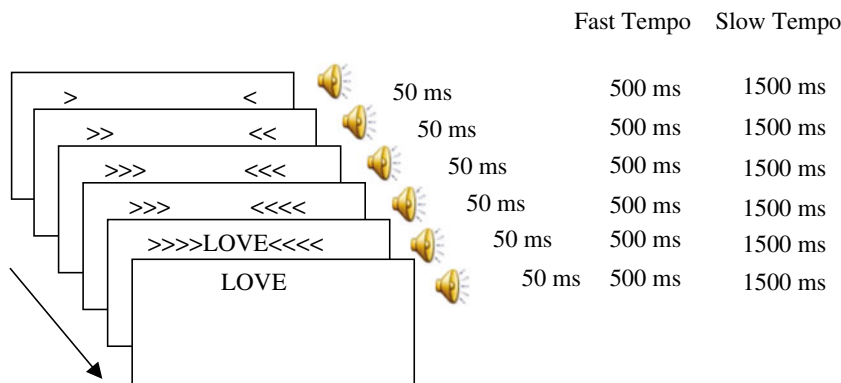 Fast Tempo Slow Tempo
> < 50 ms 500 ms 1500 ms
>> << 50 ms 500 ms 1500 ms
>>> <<< 50 ms 500 ms 1500 ms
>>> <<<< 50 ms 500 ms 1500 ms
>>>>LOVE<<<< 50 ms 500 ms 1500 ms
LOVE 50 ms 500 ms 1500 ms